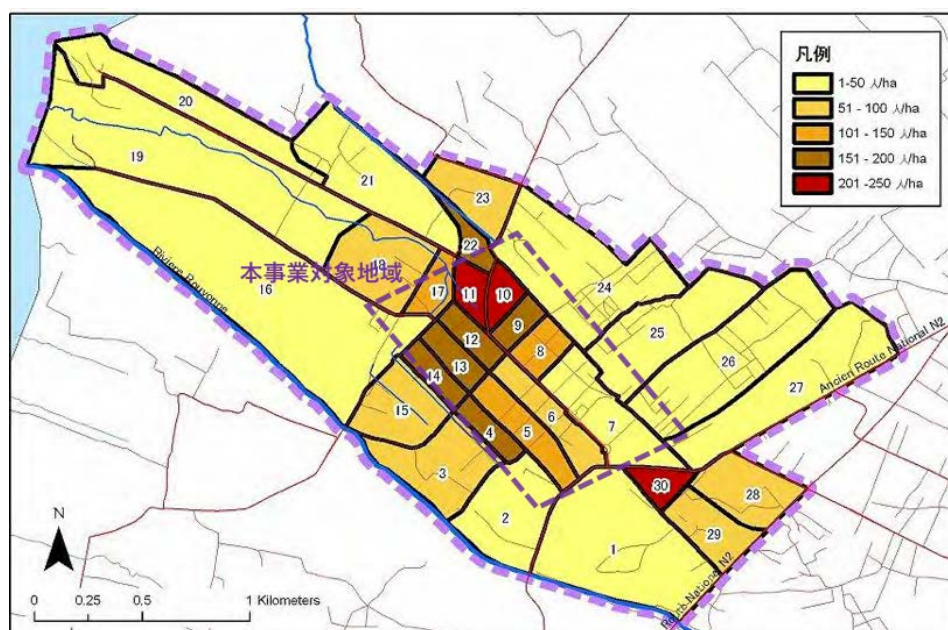 凡例
1-50 人/ha
51 - 100 人/ha
101 - 150 人/ha
151 - 200 人/ha
201 -250 人/ha
20
19
21
23
22
18
本事業対象地域
16
Riviere Rouyonne
17
11
10
24
9
12
25
8
13
14
26
Ancien Route National N2
27
15
6
7
5
4
3
30
28
2
29
1
Routh National N2
N
0 0.25 0.5 1 Kilometers